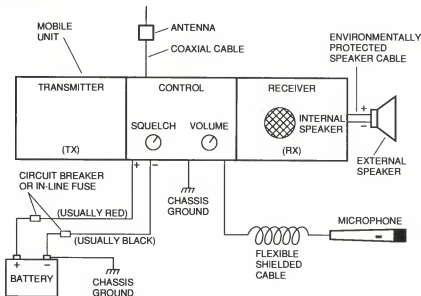 MOBILE
UNIT
ANTENNA
COAXIAL CABLE
ENVIRONMENTALLY
PROTECTED
SPEAKER CABLE
TRANSMITTER
CONTROL
RECEIVER
SQUELCH
VOLUME
INTERNAL
SPEAKER
(TX)
(RX)
+
−
EXTERNAL
SPEAKER
+
−
CIRCUIT BREAKER
OR IN-LINE FUSE
CHASSIS
GROUND
(USUALLY RED)
(USUALLY BLACK)
MICROPHONE
FLEXIBLE
SHIELDED
CABLE
+
−
BATTERY
CHASSIS
GROUND